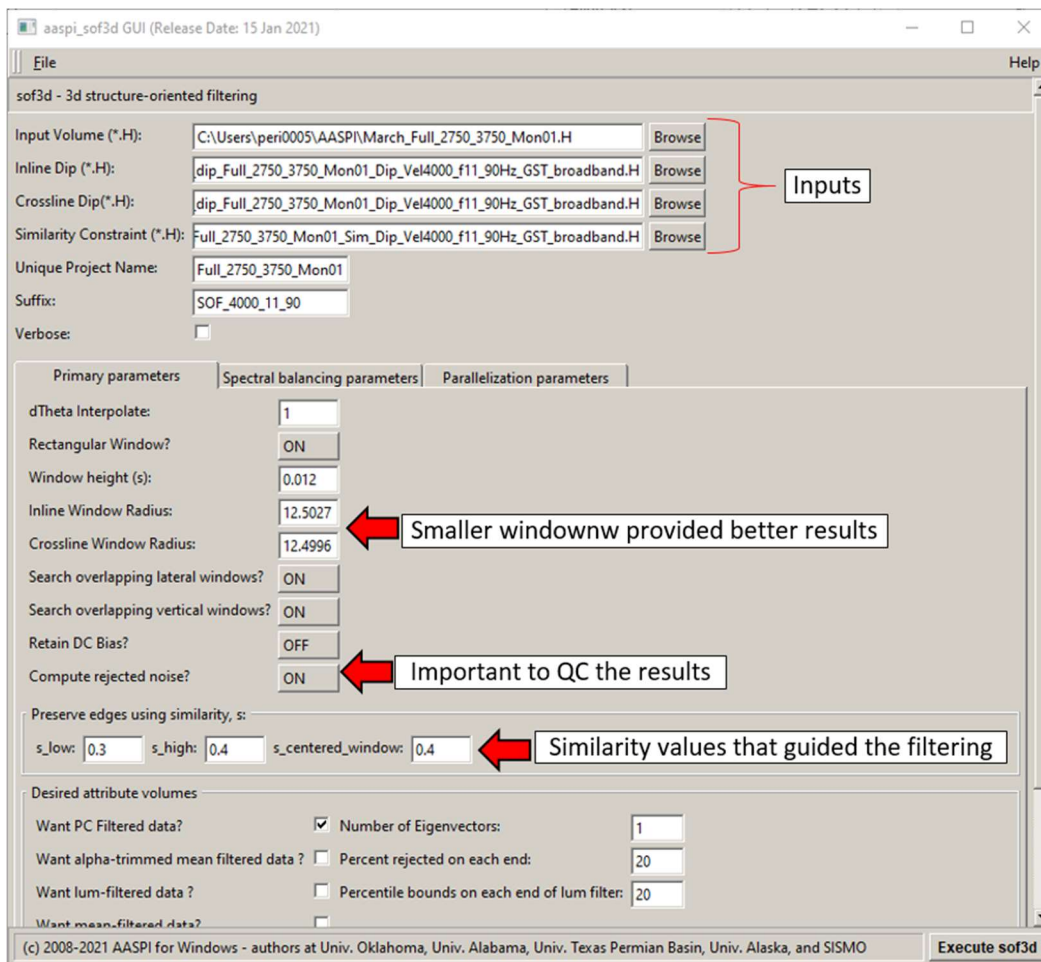 aaspi_sof3d GUI (Release Date: 15 Jan 2021)
File Help
sof3d - 3d structure-oriented filtering
Input Volume (*.H): C:\Users\peri0005\AASPI\March_Full_2750_3750_Mon01.H Browse
Inline Dip (*.H): _dip_Full_2750_3750_Mon01_Dip_Vel4000_f11_90Hz_GST_broadband.H Browse
Inputs
Crossline Dip(*.H): _dip_Full_2750_3750_Mon01_Dip_Vel4000_f11_90Hz_GST_broadband.H Browse
Similarity Constraint (*.H): Full_2750_3750_Mon01_Sim_Dip_Vel4000_f11_90Hz_GST_broadband.H Browse
Unique Project Name: Full_2750_3750_Mon01
Suffix: SOF_4000_11_90
Verbose:
Primary parameters Spectral balancing parameters Parallelization parameters
dTheta Interpolate: 1
Rectangular Window? ON
Window height (s): 0.012
Inline Window Radius: 12.5027
Smaller windownw provided better results
Crossline Window Radius: 12.4996
Search overlapping lateral windows? ON
Search overlapping vertical windows? ON
Retain DC Bias? OFF
Compute rejected noise? ON Important to QC the results
Preserve edges using similarity, s:
s_low: 0.3 s_high: 0.4 s_centered_window: 0.4 Similarity values that guided the filtering
Desired attribute volumes
Want PC Filtered data? Number of Eigenvectors: 1
Want alpha-trimmed mean filtered data ? Percent rejected on each end: 20
Want lum-filtered data ? Percentile bounds on each end of lum filter: 20
Want mean-filtered data?
(c) 2008-2021 AASPI for Windows - authors at Univ. Oklahoma, Univ. Alabama, Univ. Texas Permian Basin, Univ. Alaska, and SISMO Execute sof3d